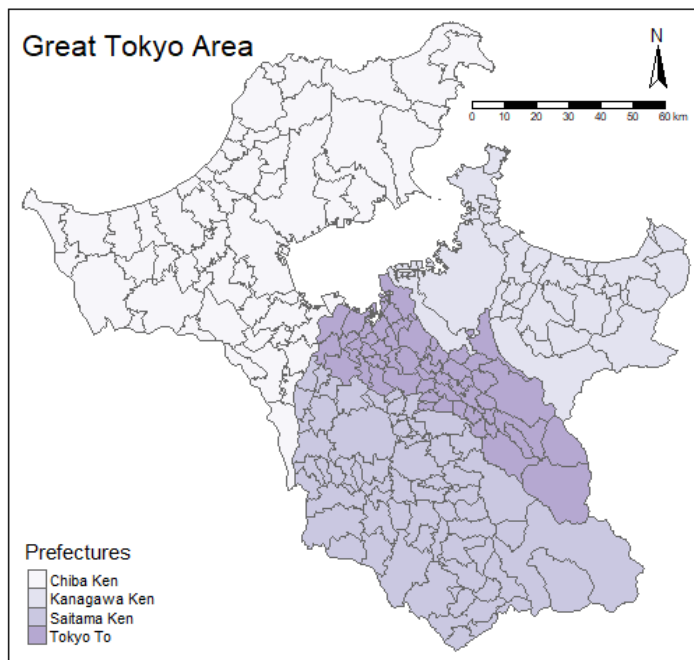 Great Tokyo Area
N
0 10 20 30 40 50 60 km
Prefectures
Chiba Ken
Kanagawa Ken
Saitama Ken
Tokyo To